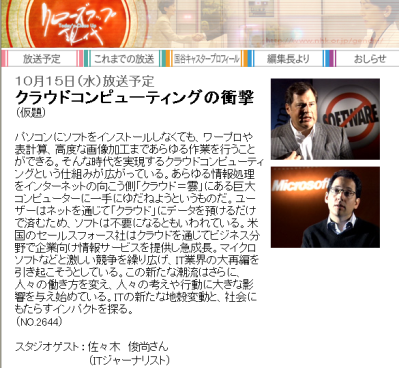 クローズアップ現代
放送予定
これまでの放送
国谷キャスタープロフィール
編集長より
おしらせ
10月15日(水)放送予定
クラウドコンピューティングの衝撃
(仮題)
パソコンにソフトをインストールしなくても、ワープロや
表計算、高度な画像加工まであらゆる作業を行うこと
ができる。そんな時代を実現するクラウドコンピューティ
ングという仕組みが広がっている。あらゆる情報処理
をインターネットの向こう側「クラウド=雲」にある巨大
コンピューターに一手にゆだねようというものだ。ユー
ザーはネットを通じて「クラウド」にデータを預けるだけ
で済むため、ソフトは不要になるともいわれている。米
国のセールスフォース社はクラウドを通じてビジネス分
野で企業向け情報サービスを提供し急成長。マイクロ
ソフトなどと激しい競争を繰り広げ、IT業界の大再編を
引き起こそうとしている。この新たな潮流はさらに、
人々の働き方を変え、人々の考えや行動に大きな影
響を与え始めている。ITの新たな地殻変動と、社会に
もたらすインパクトを探る。
(NO.2644)
スタジオゲスト:佐々木 俊尚さん
(ITジャーナリスト)
SOFTWARE
Microsoft